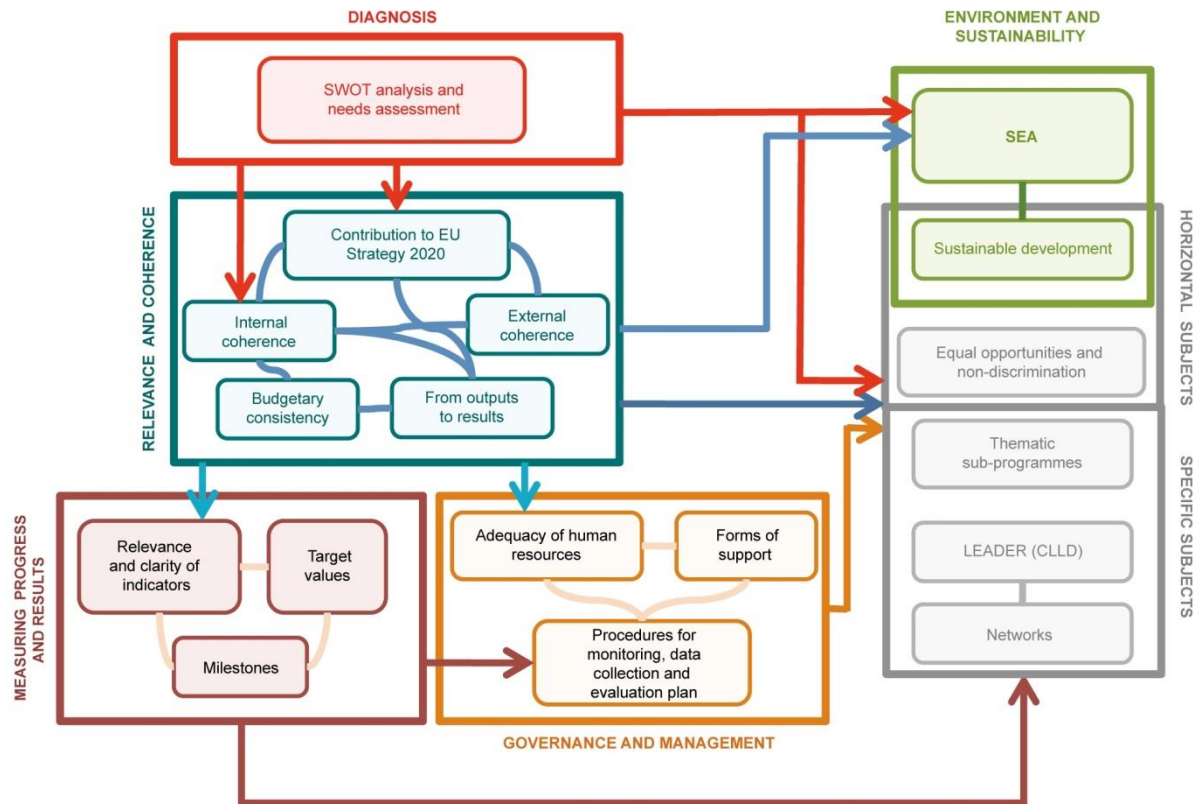 DIAGNOSIS
ENVIRONMENT AND
SUSTAINABILITY
SWOT analysis and
needs assessment
SEA
RELEVANCE AND COHERENCE
Contribution to EU
Strategy 2020
Sustainable development
HORIZONTAL SUBJECTS
Internal
coherence
External
coherence
Equal opportunities and
non-discrimination
Budgetary
consistency
From outputs
to results
Thematic
sub-programmes
SPECIFIC SUBJECTS
MEASURING PROGRESS
AND RESULTS
Relevance
and clarity of
indicators
Target
values
Adequacy of human
resources
Forms of
support
LEADER (CLLD)
Milestones
Procedures for
monitoring, data
collection and
evaluation plan
Networks
GOVERNANCE AND MANAGEMENT